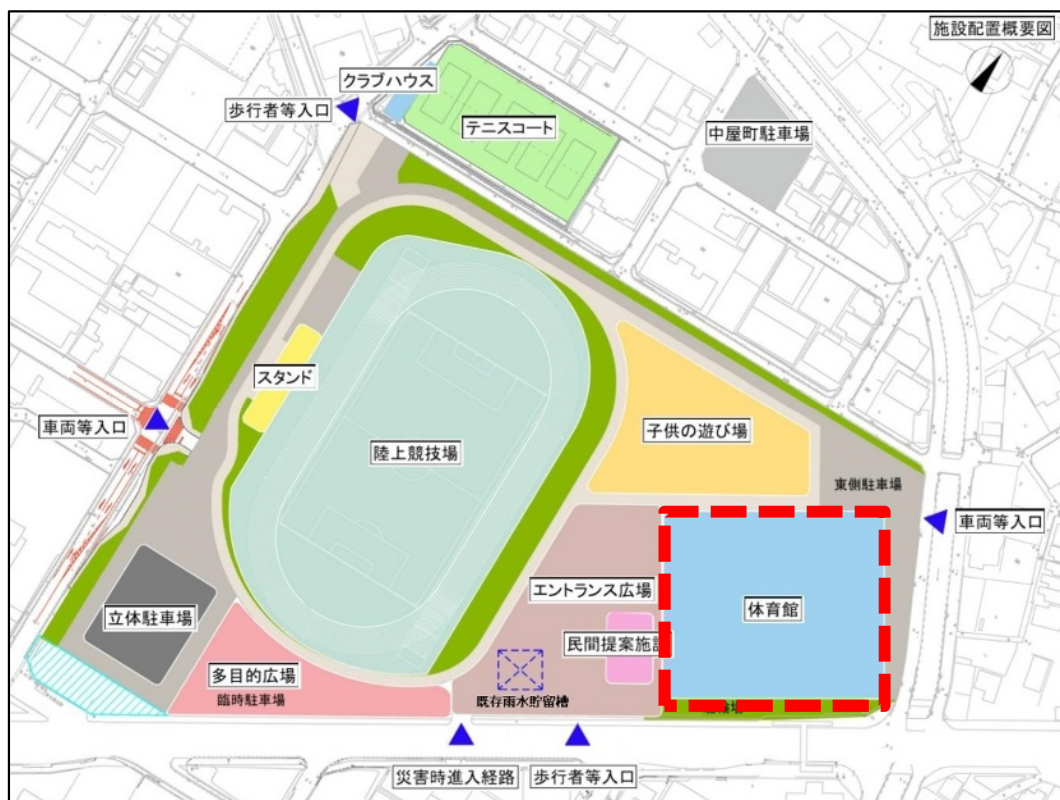 施設配置概要図
クラブハウス
歩行者等入口
テニスコート
中屋町駐車場
スタンド
車両等入口
陸上競技場
子供の遊び場
東側駐車場
車両等入口
エントランス広場
体育館
立体駐車場
民間提案施設
多目的広場
臨時駐車場
既存雨水貯留槽
災害時進入経路
歩行者等入口